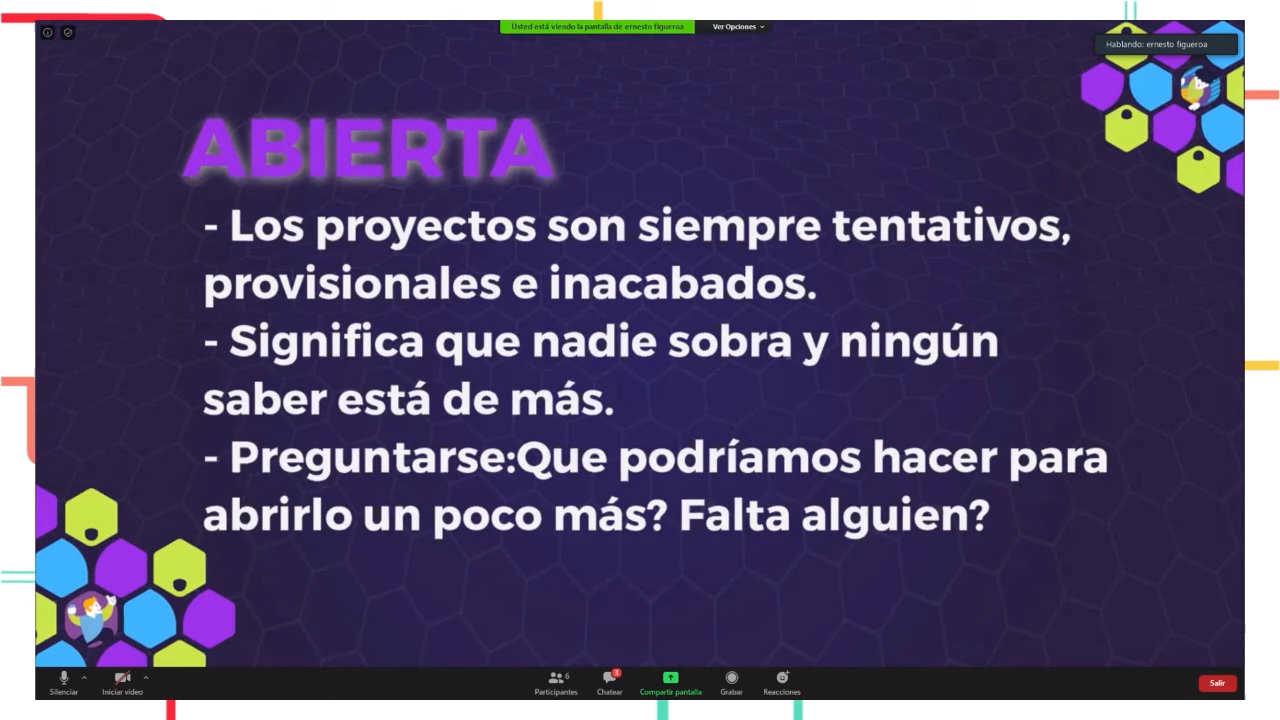 Usted está viendo la pantalla de ernesto figueroa
Ver Opciones
Hablando: ernesto figueroa
ABIERTA
- Los proyectos son siempre tentativos,
provisionales e inacabados.
- Significa que nadie sobra y ningún
saber está de más.
- Preguntarse:Que podríamos hacer para
abrirlo un poco más? Falta alguien?
Silenciar
Iniciar video
6
Participantes
3
Chatear
Compartir pantalla
Grabar
Reacciones
Salir